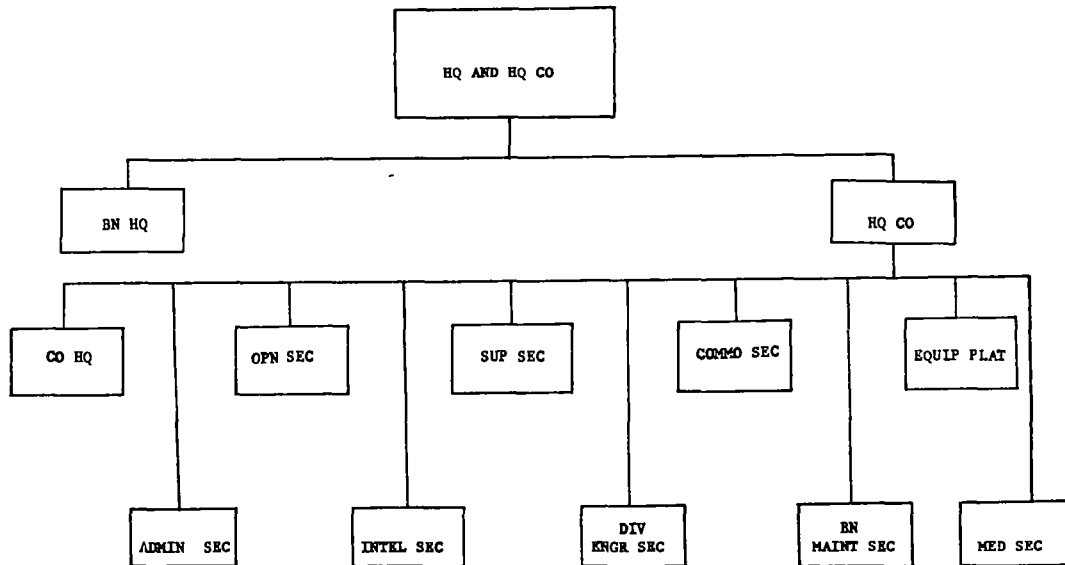 HQ AND HQ CO
BN HQ
HQ CO
CO HQ
OPN SEC
SUP SEC
COMMO SEC
EQUIP PLAT
ADMIN SEC
INTEL SEC
DIV
ENGR SEC
BN
MAINT SEC
MED SEC